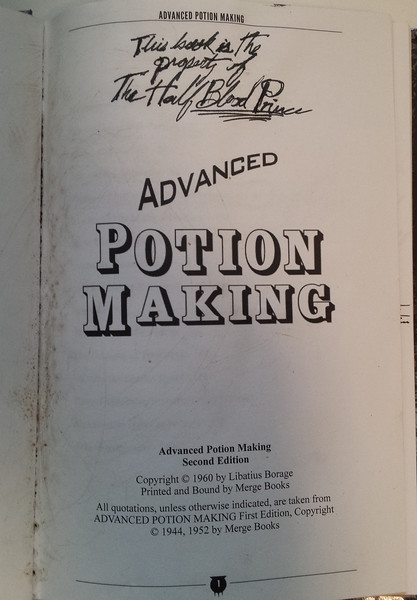 ADVANCED POTION MAKING
This book is the
property of
The Half Blood Prince
ADVANCED
POTION
MAKING
Advanced Potion Making
Second Edition
Copyright © 1960 by Libatius Borage
Printed and Bound by Merge Books
All quotations, unless otherwise indicated, are taken from
ADVANCED POTION MAKING First Edition, Copyright
© 1944, 1952 by Merge Books
1